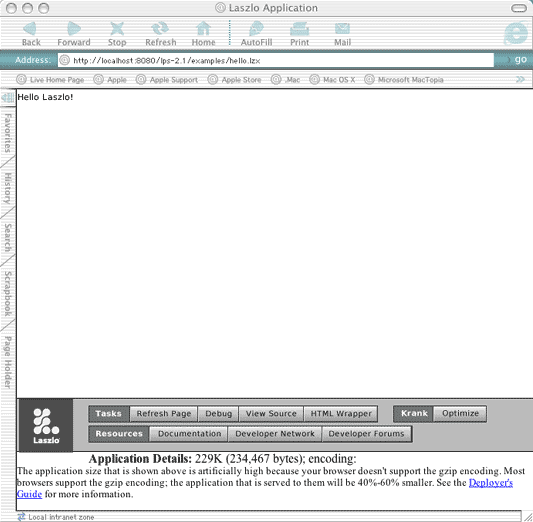 Laszlo Application
Back Forward Stop Refresh Home AutoFill Print Mail
Address: http://localhost:8080/lps-2.1/examples/hello.lzx go
Live Home Page Apple Apple Support Apple Store .Mac Mac OS X Microsoft MacTopia
Hello Laszlo!
Favorites
History
Search
Scrapbook
Page Holder
Laszlo
Tasks Refresh Page Debug View Source HTML Wrapper Krank Optimize
Resources Documentation Developer Network Developer Forums
Application Details: 229K (234,467 bytes); encoding:
The application size that is shown above is artificially high because your browser doesn't support the gzip encoding. Most
browsers support the gzip encoding; the application that is served to them will be 40%-60% smaller. See the Deployer's
Guide for more information.
Local intranet zone